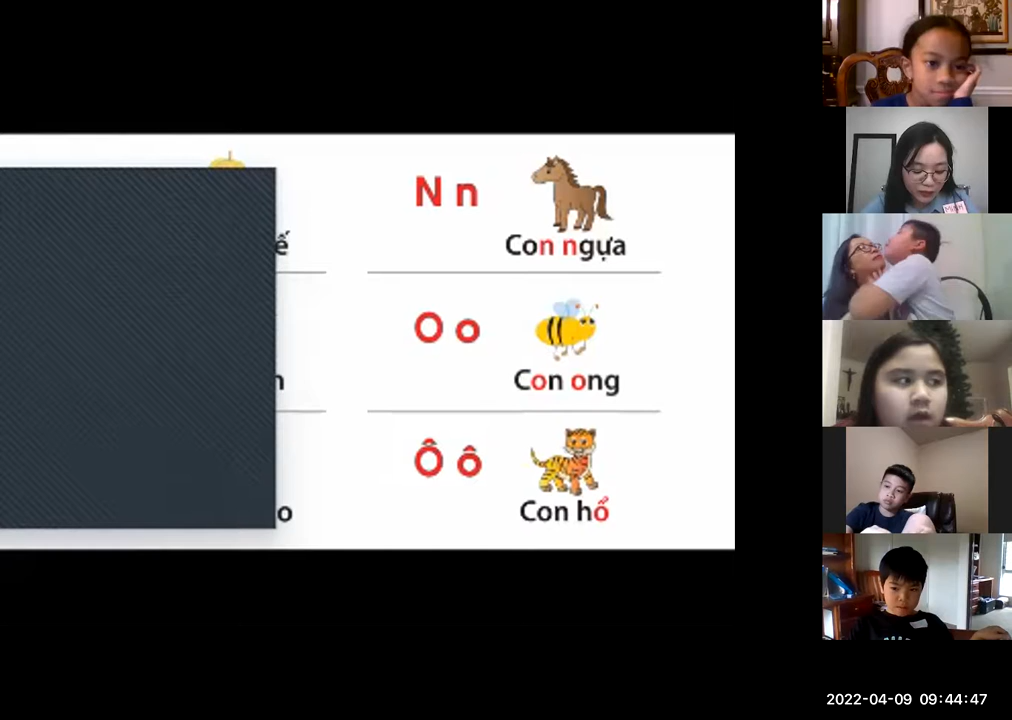 N n
Con ngựa
O o
Con ong
Ô ô
Con hổ
2022-04-09 09:44:47